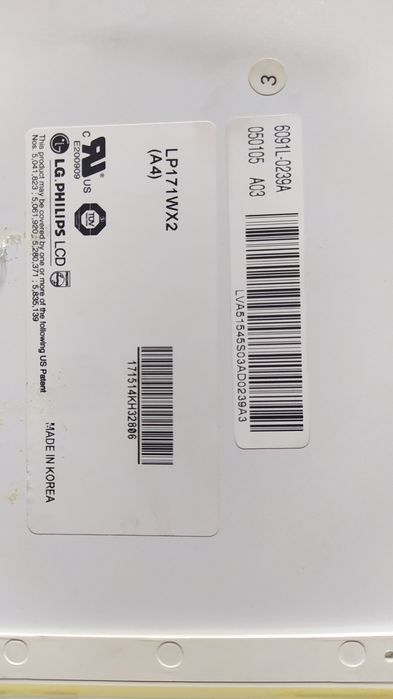 3
6091L-0239A
050105 A03
LVA51545S03AD0239A3
LP171WX2
(A4)
171514KH32806
c UL US
E200909
TÜV
LG.PHILIPS LCD
This product may be covered by one or more of the following US Patent
Nos. 5,041,823 ; 5,061,920 ; 5,280,371 ; 5,835,139
MADE IN KOREA